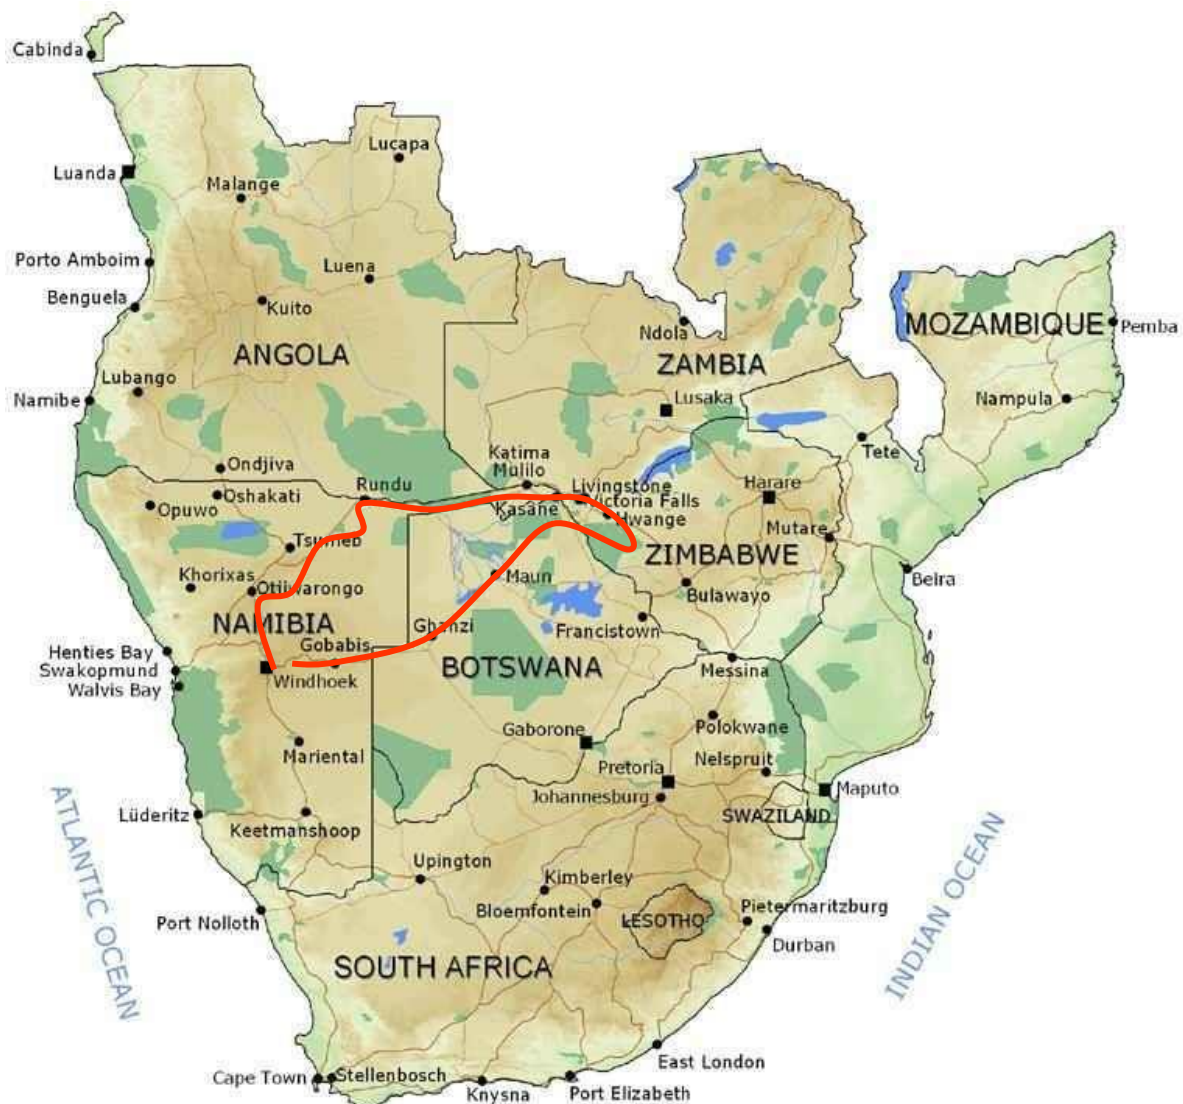 Cabinda
Lucapa
Luanda
Malange
Porto Amboim
Luena
Benguela
Kuito
Ndola
MOZAMBIQUE
Pemba
ANGOLA
ZAMBIA
Lubango
Namibe
Lusaka
Nampula
Tete
Katima
Mulilo
Ondjiva
Rundu
Livingstone
Harare
Oshakati
Victoria Falls
Opuwo
Kasane
Hwange
Mutare
Tsumeb
ZIMBABWE
Khorixas
Otjiwarongo
Maun
Beira
Bulawayo
NAMIBIA
Ghanzi
Francistown
Henties Bay
Gobabis
Swakopmund
BOTSWANA
Messina
Walvis Bay
Windhoek
Gaborone
Polokwane
Mariental
Pretoria
Nelspruit
Johannesburg
Maputo
Lüderitz
SWAZILAND
Keetmanshoop
ATLANTIC OCEAN
INDIAN OCEAN
Upington
Kimberley
Bloemfontein
LESOTHO
Pietermaritzburg
Port Nolloth
Durban
SOUTH AFRICA
East London
Cape Town
Stellenbosch
Knysna
Port Elizabeth